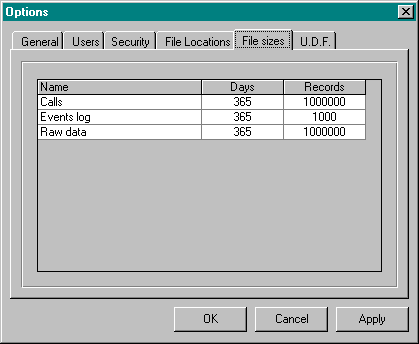 Options
General Users Security File Locations File sizes U.D.F.
Name Days Records
Calls 365 1000000
Events log 365 1000
Raw data 365 1000000
OK Cancel Apply